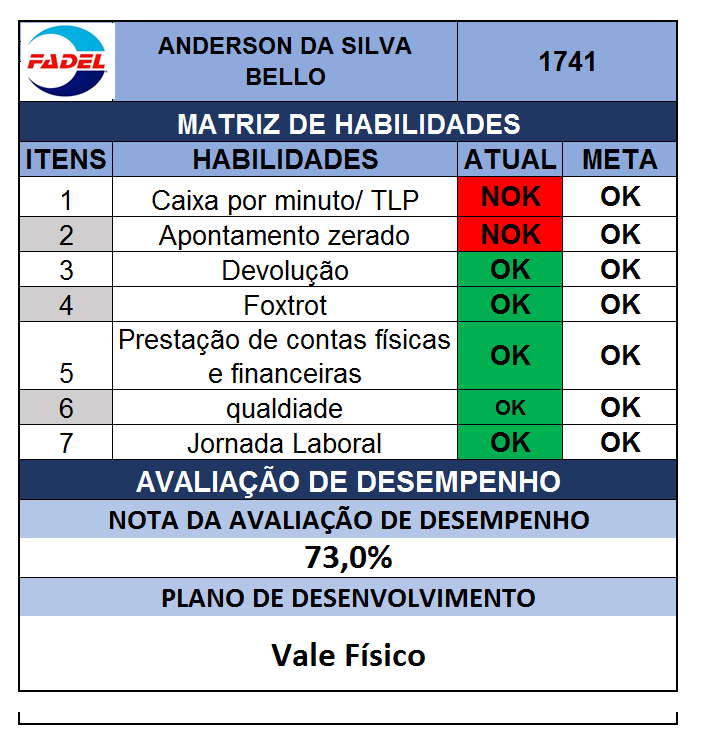 FADEL
ANDERSON DA SILVA
BELLO
1741
MATRIZ DE HABILIDADES
ITENS HABILIDADES ATUAL META
1 Caixa por minuto/ TLP NOK OK
2 Apontamento zerado NOK OK
3 Devolução OK OK
4 Foxtrot OK OK
5 Prestação de contas físicas
e financeiras OK OK
6 qualdiade OK OK
7 Jornada Laboral OK OK
AVALIAÇÃO DE DESEMPENHO
NOTA DA AVALIAÇÃO DE DESEMPENHO
73,0%
PLANO DE DESENVOLVIMENTO
Vale Físico